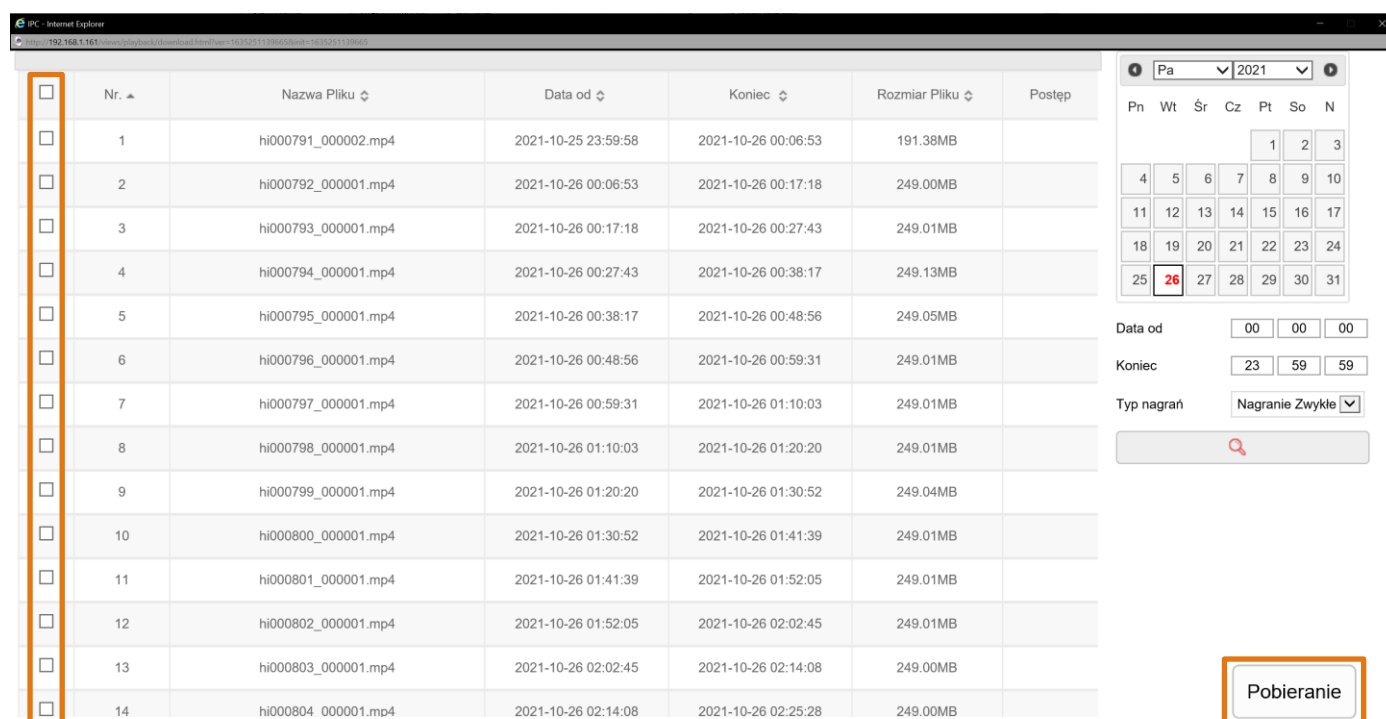 IPC - Internet Explorer
http://192.168.1.161/views/playback/download.html?ver=1635251139665&init=1635251139665
Nr. Nazwa Pliku Data od Koniec Rozmiar Pliku Postęp
1 hi000791_000002.mp4 2021-10-25 23:59:58 2021-10-26 00:06:53 191.38MB
2 hi000792_000001.mp4 2021-10-26 00:06:53 2021-10-26 00:17:18 249.00MB
3 hi000793_000001.mp4 2021-10-26 00:17:18 2021-10-26 00:27:43 249.01MB
4 hi000794_000001.mp4 2021-10-26 00:27:43 2021-10-26 00:38:17 249.13MB
5 hi000795_000001.mp4 2021-10-26 00:38:17 2021-10-26 00:48:56 249.05MB
6 hi000796_000001.mp4 2021-10-26 00:48:56 2021-10-26 00:59:31 249.01MB
7 hi000797_000001.mp4 2021-10-26 00:59:31 2021-10-26 01:10:03 249.01MB
8 hi000798_000001.mp4 2021-10-26 01:10:03 2021-10-26 01:20:20 249.01MB
9 hi000799_000001.mp4 2021-10-26 01:20:20 2021-10-26 01:30:52 249.04MB
10 hi000800_000001.mp4 2021-10-26 01:30:52 2021-10-26 01:41:39 249.01MB
11 hi000801_000001.mp4 2021-10-26 01:41:39 2021-10-26 01:52:05 249.01MB
12 hi000802_000001.mp4 2021-10-26 01:52:05 2021-10-26 02:02:45 249.01MB
13 hi000803_000001.mp4 2021-10-26 02:02:45 2021-10-26 02:14:08 249.00MB
14 hi000804_000001.mp4 2021-10-26 02:14:08 2021-10-26 02:25:28 249.00MB
Pa 2021
Pn Wt Śr Cz Pt So N
1 2 3
4 5 6 7 8 9 10
11 12 13 14 15 16 17
18 19 20 21 22 23 24
25 26 27 28 29 30 31
Data od 00 00 00
Koniec 23 59 59
Typ nagrań Nagranie Zwykłe
Pobieranie